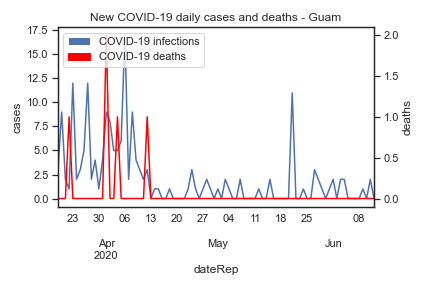 New COVID-19 daily cases and deaths - Guam
COVID-19 infections
COVID-19 deaths
17.5
15.0
12.5
10.0
7.5
5.0
2.5
0.0
cases
2.0
1.5
1.0
0.5
0.0
deaths
23 30 06 13 20 27 04 11 18 25 08
Apr May Jun
2020
dateRep